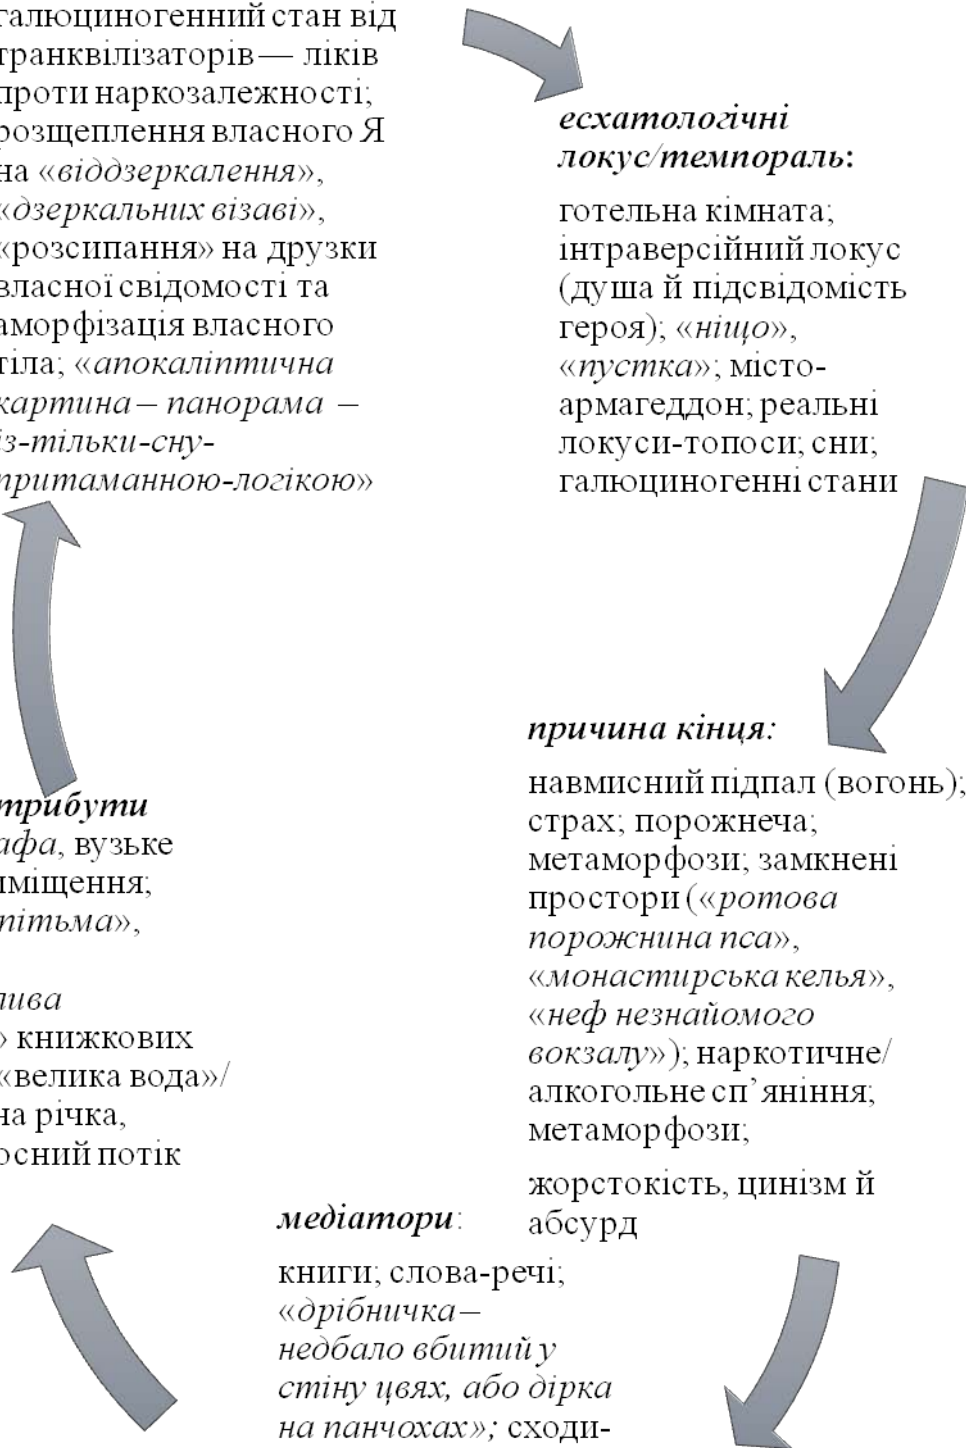 галюциногенний стан від
транквілізаторів— ліків
проти наркозалежності;
розщеплення власного Я
на «віддзеркалення»,
«дзеркальних візаві»,
«розсипання» на друзки
власної свідомості та
аморфізація власного
тіла; «апокаліптична
картина – панорама –
із-тільки-сну-
притаманною-логікою»
есхатологічні
локус/темпораль:
готельна кімната;
інтраверсійний локус
(душа й підсвідомість
героя); «ніщо»,
«пустка»; місто-
армагеддон; реальні
локуси-топоси; сни;
галюциногенні стани
причина кінця:
навмисний підпал (вогонь);
страх; порожнеча;
метаморфози; замкнені
простори («ротова
порожнина пса»,
«монастирська келья»,
«неф незнайомого
вокзалу»); наркотичне/
алкогольне сп’яніння;
метаморфози;
жорстокість, цинізм й
абсурд
медіатори:
книги; слова-речі;
«дрібничка–
недбало вбитий у
стіну цвях, або дірка
на панчохах»; сходи-
трибути
афа, вузьке
иміщення;
пітьма»,
лива
» книжкових
«велика вода»/
на річка,
осний потік